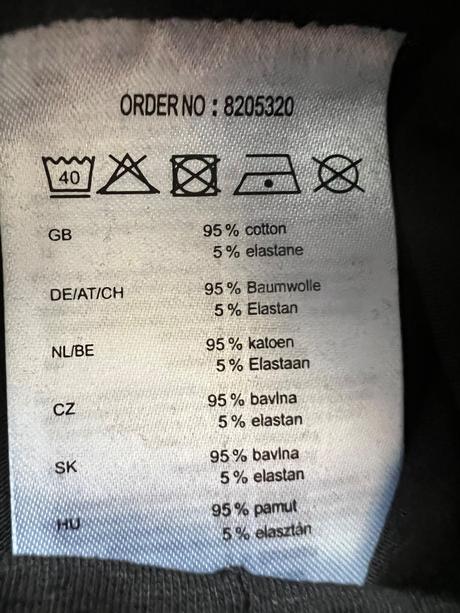 ORDER NO : 8205320
40
GB 95 % cotton
5 % elastane
DE/AT/CH 95 % Baumwolle
5 % Elastan
NL/BE 95 % katoen
5 % Elastaan
CZ 95 % bavlna
5 % elastan
SK 95 % bavlna
5 % elastan
HU 95 % pamut
5 % elasztán